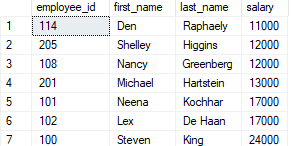 employee_id first_name last_name salary
1 114 Den Raphaely 11000
2 205 Shelley Higgins 12000
3 108 Nancy Greenberg 12000
4 201 Michael Hartstein 13000
5 101 Neena Kochhar 17000
6 102 Lex De Haan 17000
7 100 Steven King 24000